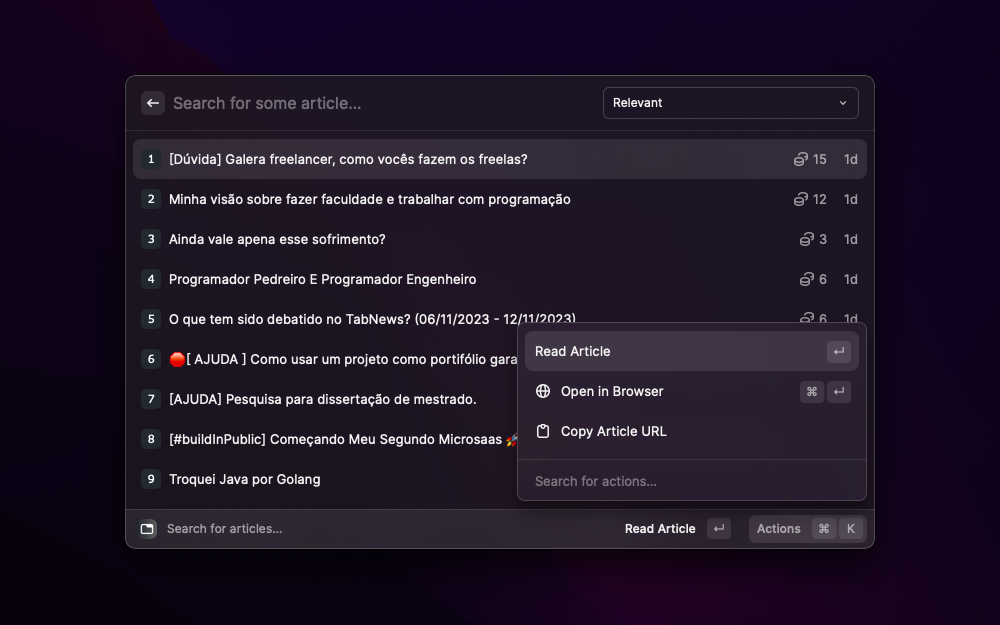 Search for some article...
Relevant
1 [Dúvida] Galera freelancer, como vocês fazem os freelas? 15 1d
2 Minha visão sobre fazer faculdade e trabalhar com programação 12 1d
3 Ainda vale apena esse sofrimento? 3 1d
4 Programador Pedreiro E Programador Engenheiro 6 1d
5 O que tem sido debatido no TabNews? (06/11/2023 - 12/11/2023) 6 1d
6 🛑[ AJUDA ] Como usar um projeto como portifólio gara
7 [AJUDA] Pesquisa para dissertação de mestrado.
8 [#buildInPublic] Começando Meu Segundo Microsaas 🚀
9 Troquei Java por Golang
Read Article ↵
Open in Browser ⌘ ↵
Copy Article URL
Search for actions...
Search for articles... Read Article ↵ Actions ⌘ K